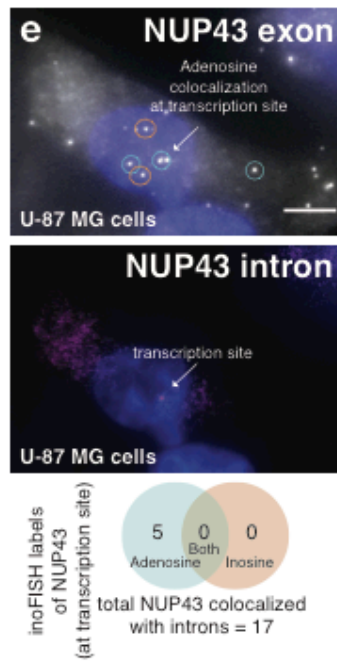 e
NUP43 exon
Adenosine
colocalization
at transcription site
U-87 MG cells
NUP43 intron
transcription site
U-87 MG cells
inoFISH labels
of NUP43
(at transcription site)
5 0 0
Both
Adenosine Inosine
total NUP43 colocalized
with introns = 17